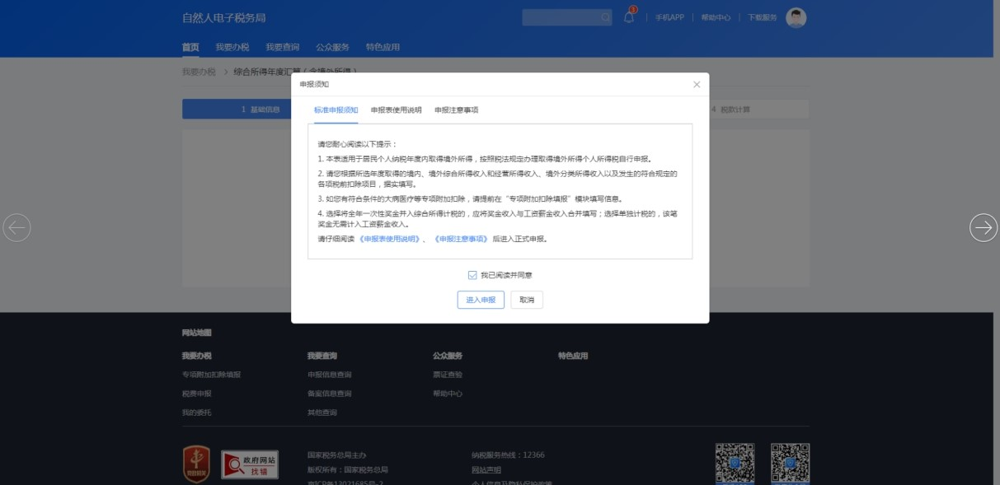 自然人电子税务局
3
手机APP
帮助中心
下载服务
首页 我要办税 我要查询 公众服务 特色应用
我要办税 > 综合所得年度汇算（含境外所得）
申报须知
1 基础信息
4 税款计算
标准申报须知 申报表使用说明 申报注意事项
请您耐心阅读以下提示：
1. 本表适用于居民个人纳税年度内取得境外所得，按照税法规定办理取得境外所得个人所得税自行申报。
2. 请您根据所选年度取得的境内、境外综合所得收入和经营所得收入、境外分类所得收入以及发生的符合规定的
各项税前扣除项目，据实填写。
3. 如您有符合条件的大病医疗等专项附加扣除，请提前在“专项附加扣除填报”模块填写信息。
4. 选择将全年一次性奖金并入综合所得计税的，应将奖金收入与工资薪金收入合并填写；选择单独计税的，该笔
奖金无需计入工资薪金收入。
请仔细阅读《申报表使用说明》、《申报注意事项》后进入正式申报。
我已阅读并同意
进入申报 取消
网站地图
我要办税 我要查询 公众服务 特色应用
专项附加扣除填报 申报信息查询 票证查验
税费申报 备案信息查询 帮助中心
我的委托 其他查询
党政机关
政府网站
找错
国家税务总局主办 纳税服务热线：12366
版权所有：国家税务总局 网站声明
京ICP备13021685号-2 个人信息及隐私保护政策